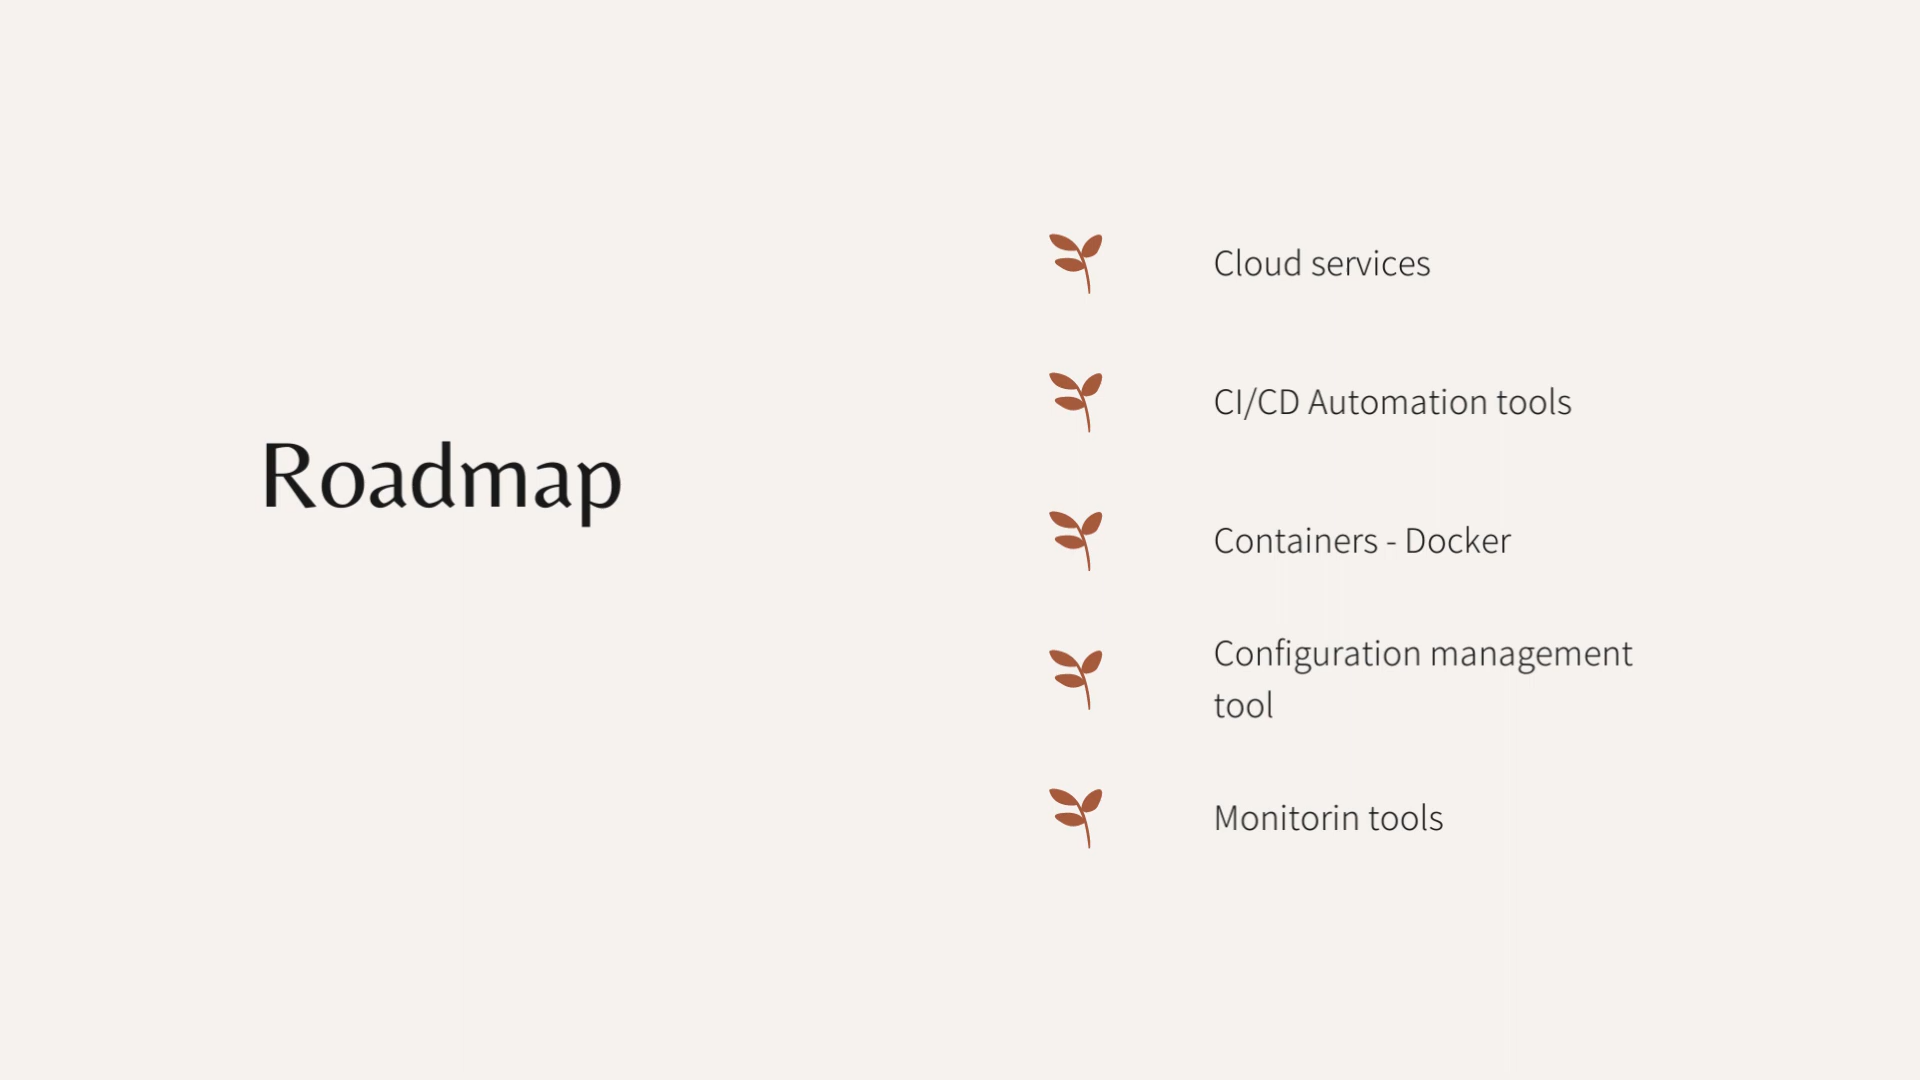 Roadmap
Cloud services
CI/CD Automation tools
Containers - Docker
Configuration management
tool
Monitorin tools